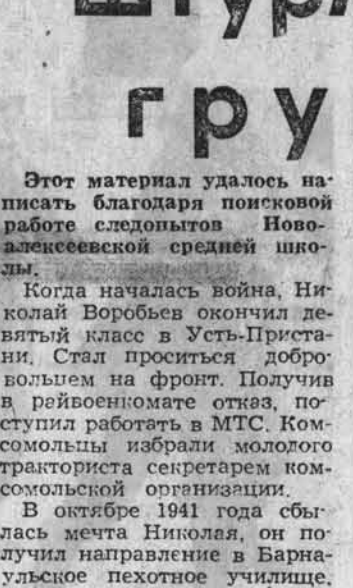 гру
Этот материал удалось на-
писать благодаря поисковой
работе следопытов Ново-
алексеевской средней шко-
лы.
Когда началась война, Ни-
колай Воробьев окончил де-
вятый класс в Усть-Приста-
ни. Стал проситься добро-
вольцем на фронт. Получив
в райвоенкомате отказ, по-
ступил работать в МТС. Ком-
сомольцы избрали молодого
тракториста секретарем ком-
сомольской организации.
В октябре 1941 года сбы-
лась мечта Николая, он по-
лучил направление в Барна-
ульское пехотное училище.